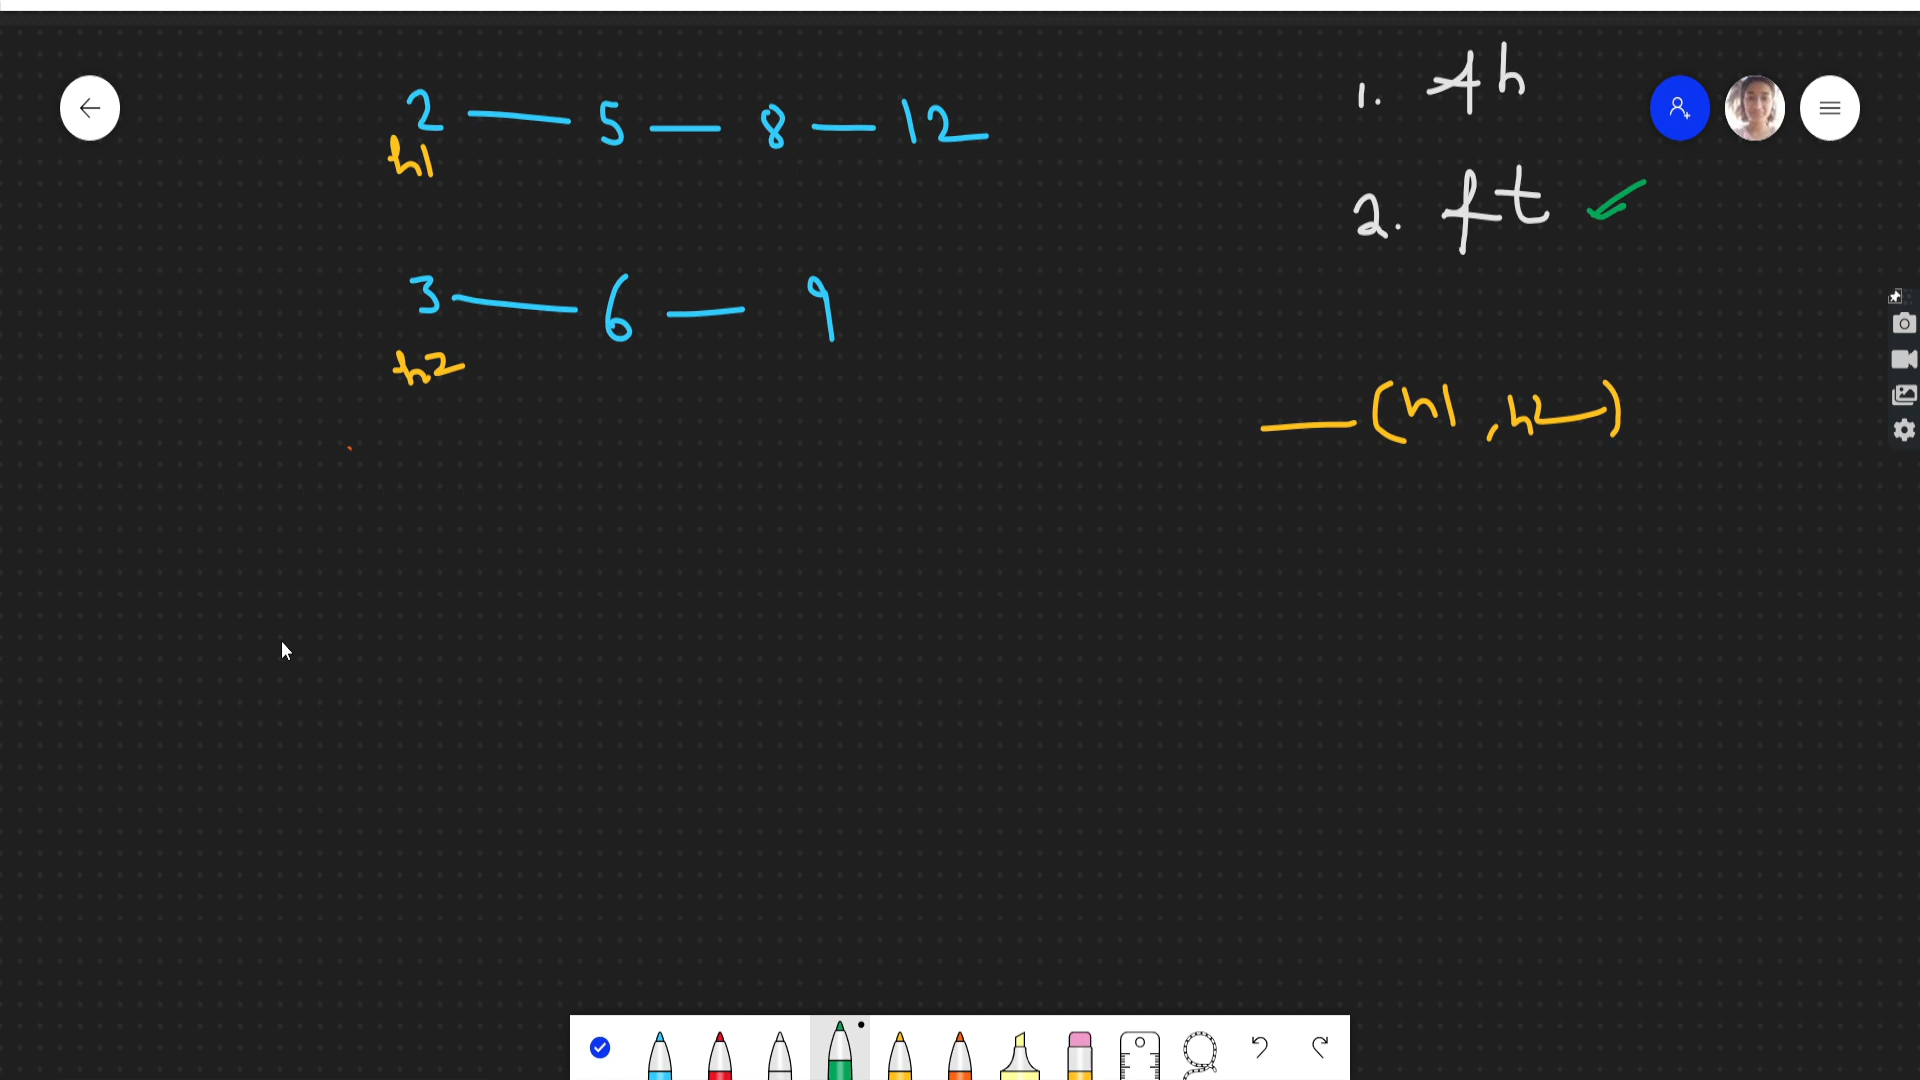 2 — 5 — 8 — 12
h1
3 — 6 — 9
h2
1. 4h
2. ft ✓
— (h1, h2)